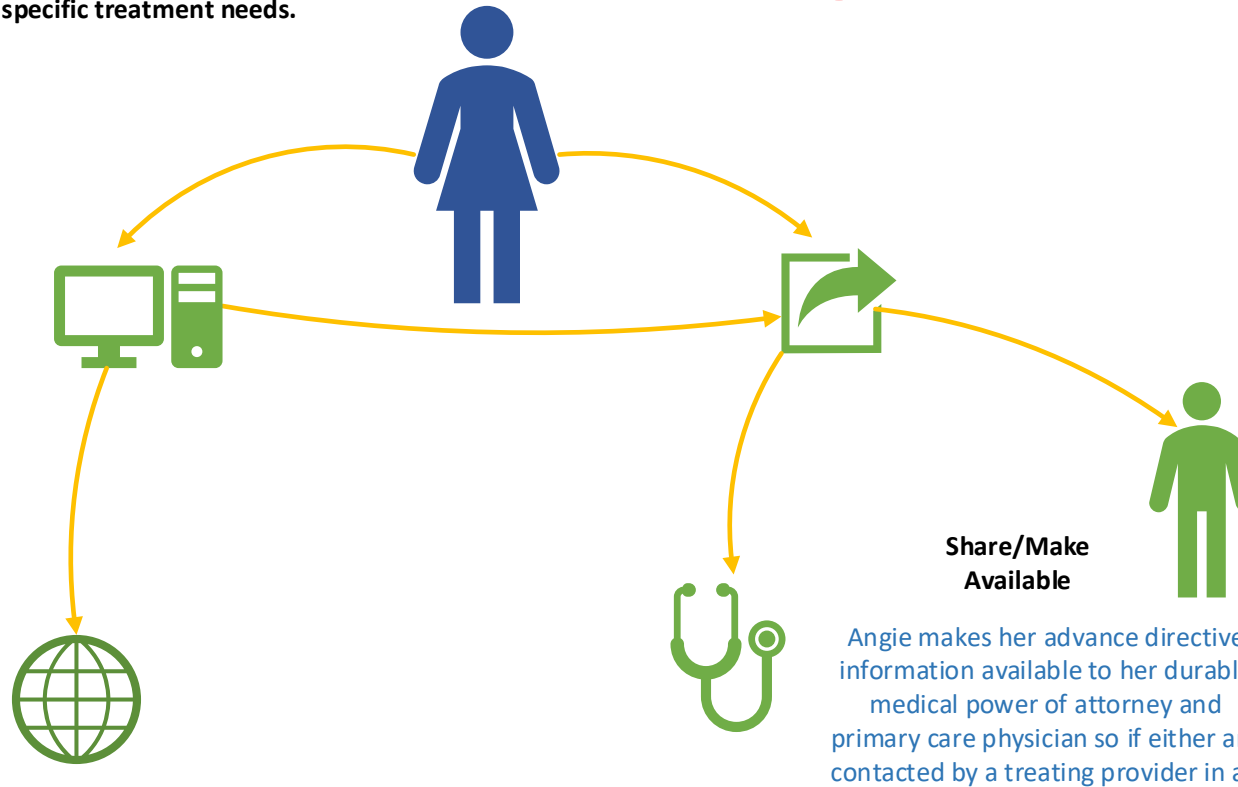 specific treatment needs.
Share/Make
Available
Angie makes her advance directive
information available to her durabl
medical power of attorney and
primary care physician so if either a
contacted by a treating provider in a